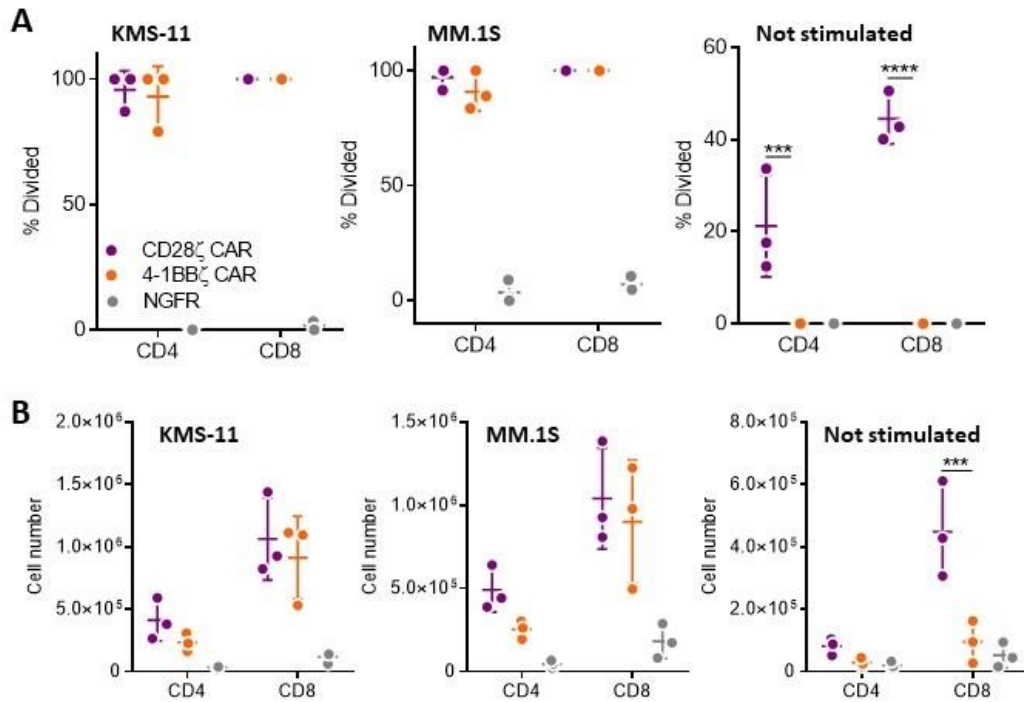 A
KMS-11
% Divided
100
50
0
CD28ζ CAR
4-1BBζ CAR
NGFR
CD4
CD8
MM.1S
% Divided
100
50
0
CD4
CD8
Not stimulated
% Divided
60
40
20
0
***
****
CD4
CD8
B
KMS-11
Cell number
2.0×10⁶
1.5×10⁶
1.0×10⁶
5.0×10⁵
0
CD4
CD8
MM.1S
Cell number
1.5×10⁶
1.0×10⁶
5.0×10⁵
0
CD4
CD8
Not stimulated
Cell number
8.0×10⁵
6.0×10⁵
4.0×10⁵
2.0×10⁵
0
***
CD4
CD8